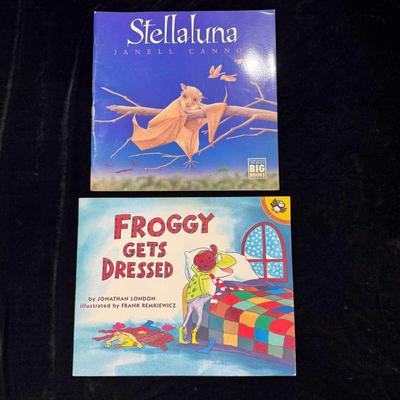 Stellaluna
JANELL CANNON
BIG
BOOKS
FROGGY
GETS
DRESSED
by JONATHAN LONDON
illustrated by FRANK REMKIEWICZ